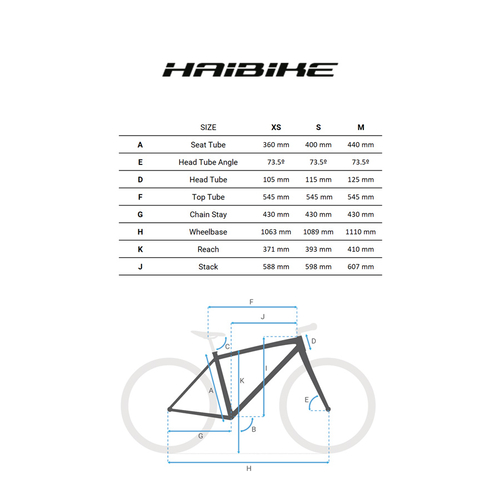 HAIBIKE
SIZE XS S M
A Seat Tube 360 mm 400 mm 440 mm
E Head Tube Angle 73.5º 73.5º 73.5º
D Head Tube 105 mm 115 mm 125 mm
F Top Tube 545 mm 545 mm 545 mm
G Chain Stay 430 mm 430 mm 430 mm
H Wheelbase 1063 mm 1089 mm 1110 mm
K Reach 371 mm 393 mm 410 mm
J Stack 588 mm 598 mm 607 mm
F
J
C
D
I
K
A
E
B
G
H